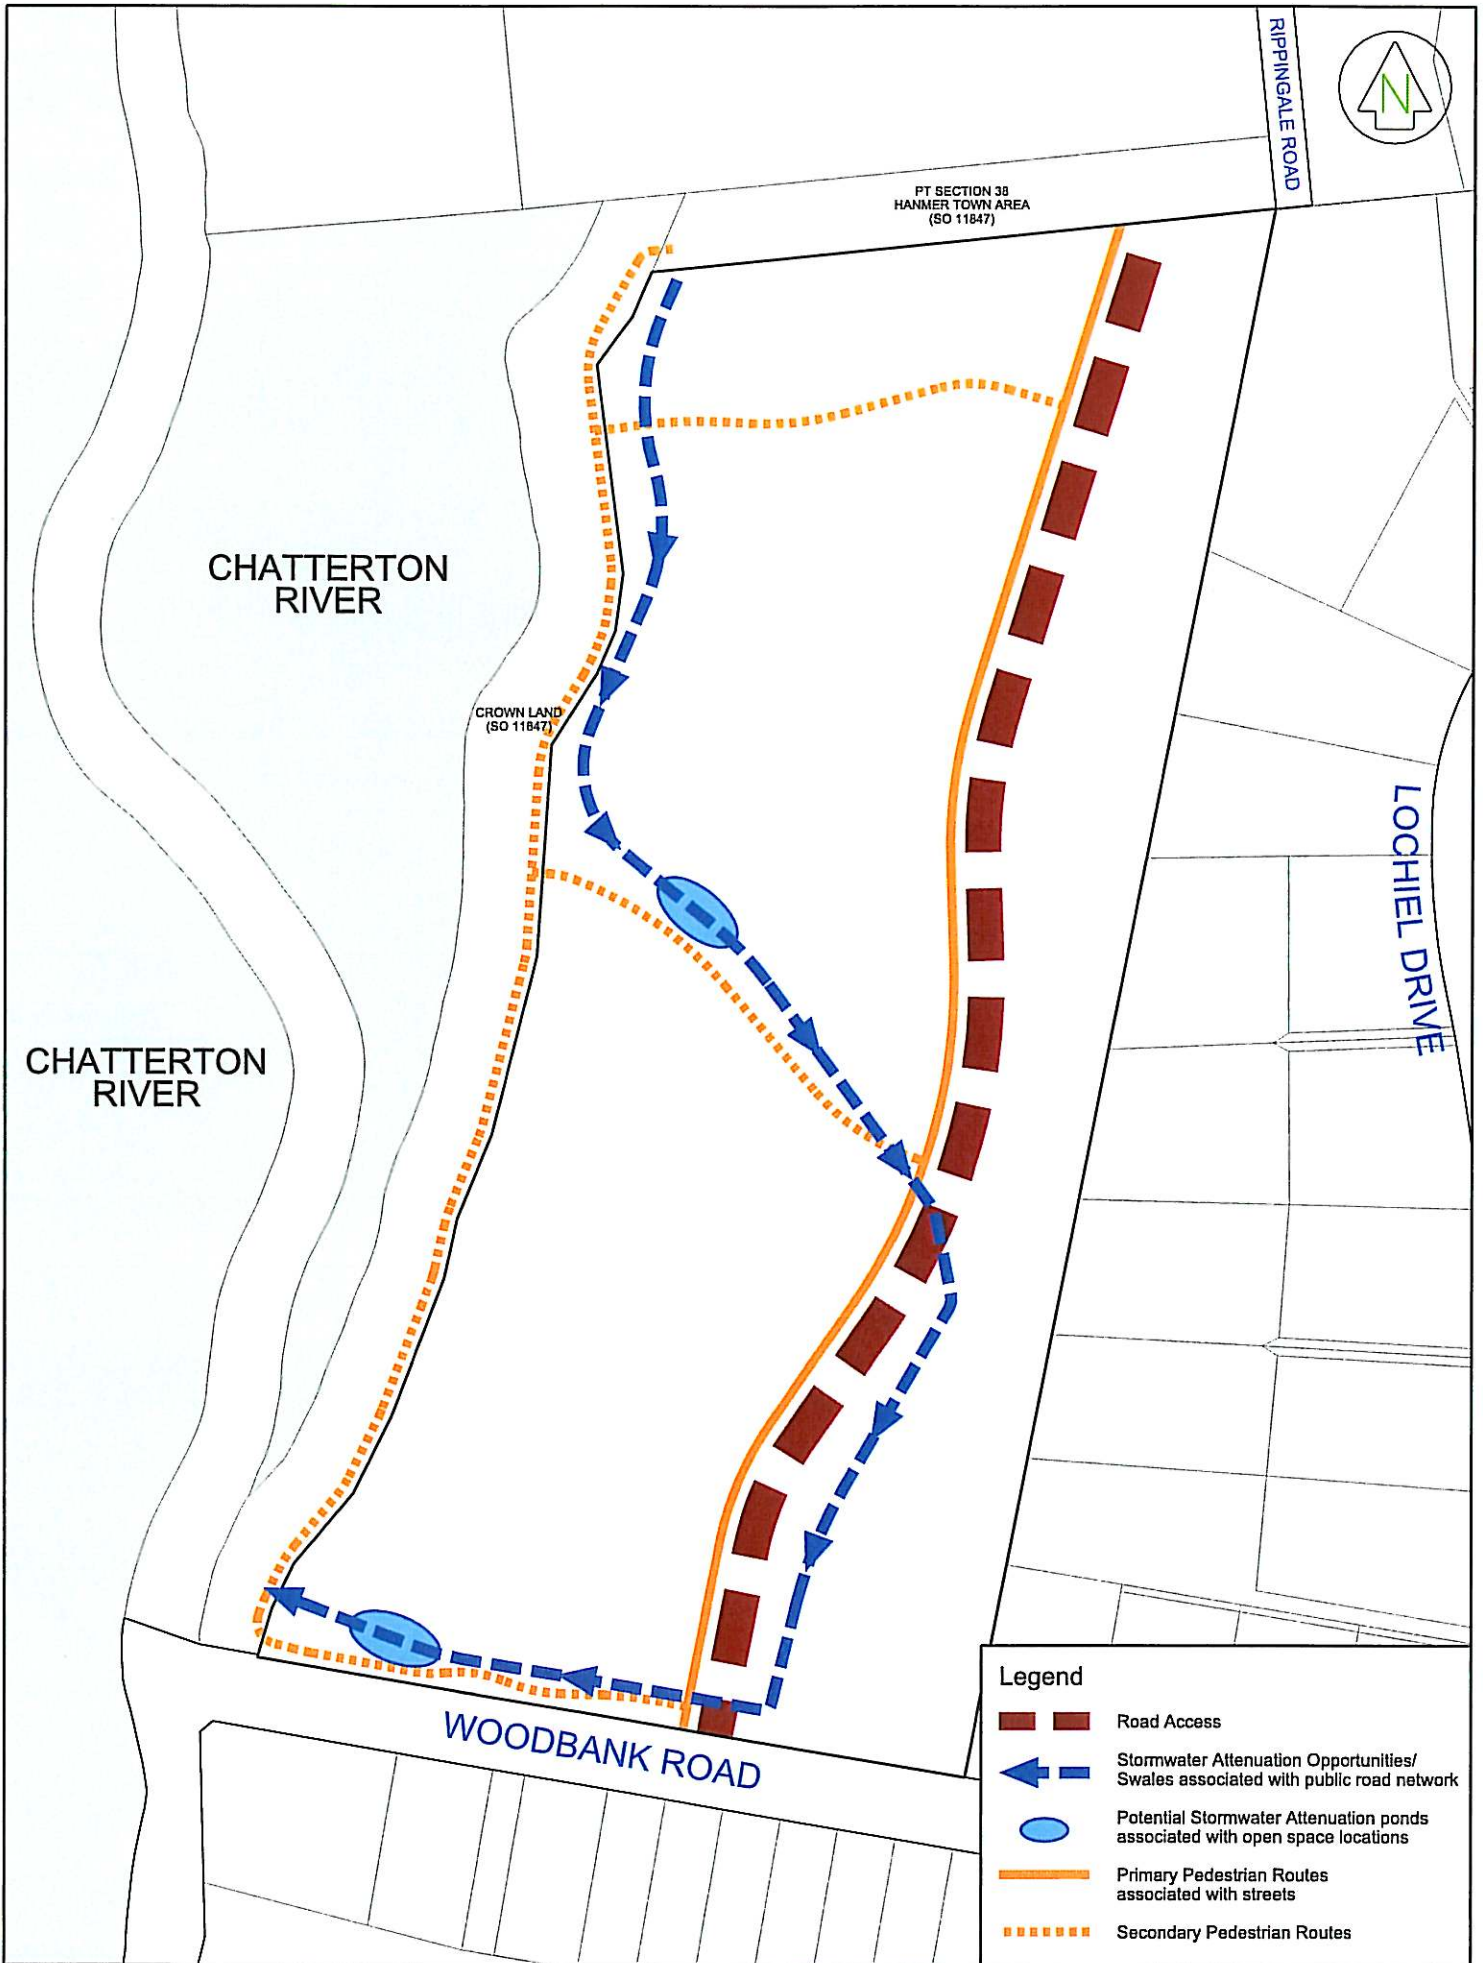 RIPPINGALE ROAD
N
PT SECTION 38
HANMER TOWN AREA
(SO 11847)
CHATTERTON
RIVER
CROWN LAND
(SO 11847)
LOCHIEL DRIVE
CHATTERTON
RIVER
WOODBANK ROAD
Legend
Road Access
Stormwater Attenuation Opportunities/
Swales associated with public road network
Potential Stormwater Attenuation ponds
associated with open space locations
Primary Pedestrian Routes
associated with streets
Secondary Pedestrian Routes